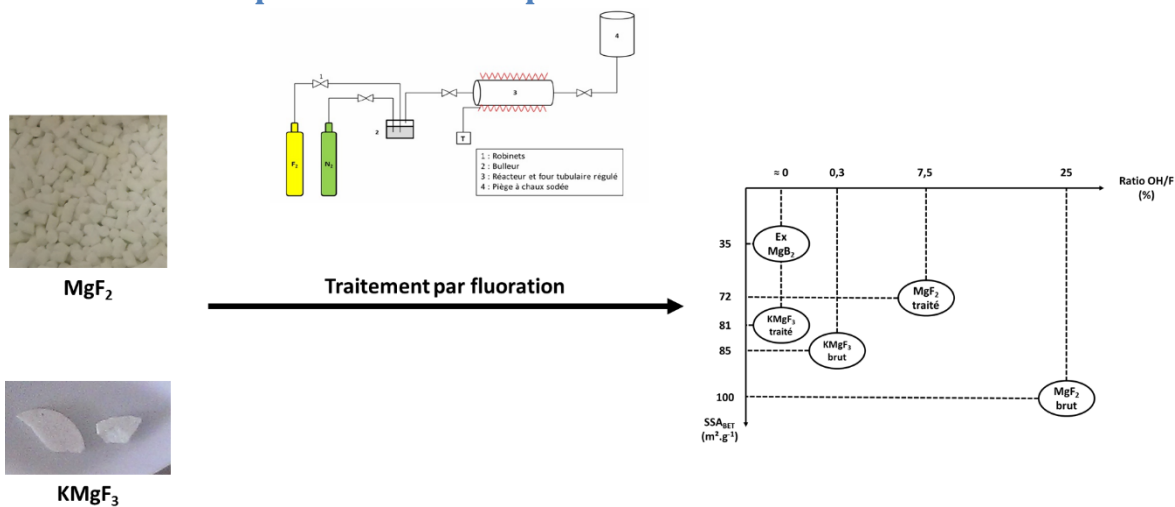 4
1
3
2
T
F₂
N₂
1 : Robinets
2 : Bulleur
3 : Réacteur et four tubulaire régulé
4 : Piège à chaux sodée
MgF₂
KMgF₃
Traitement par fluoration
≈ 0 0,3 7,5 25
Ratio OH/F
(%)
35
Ex
MgB₂
72
MgF₂
traité
81
KMgF₃
traité
85
KMgF₃
brut
100
MgF₂
brut
SSA_BET
(m².g⁻¹)